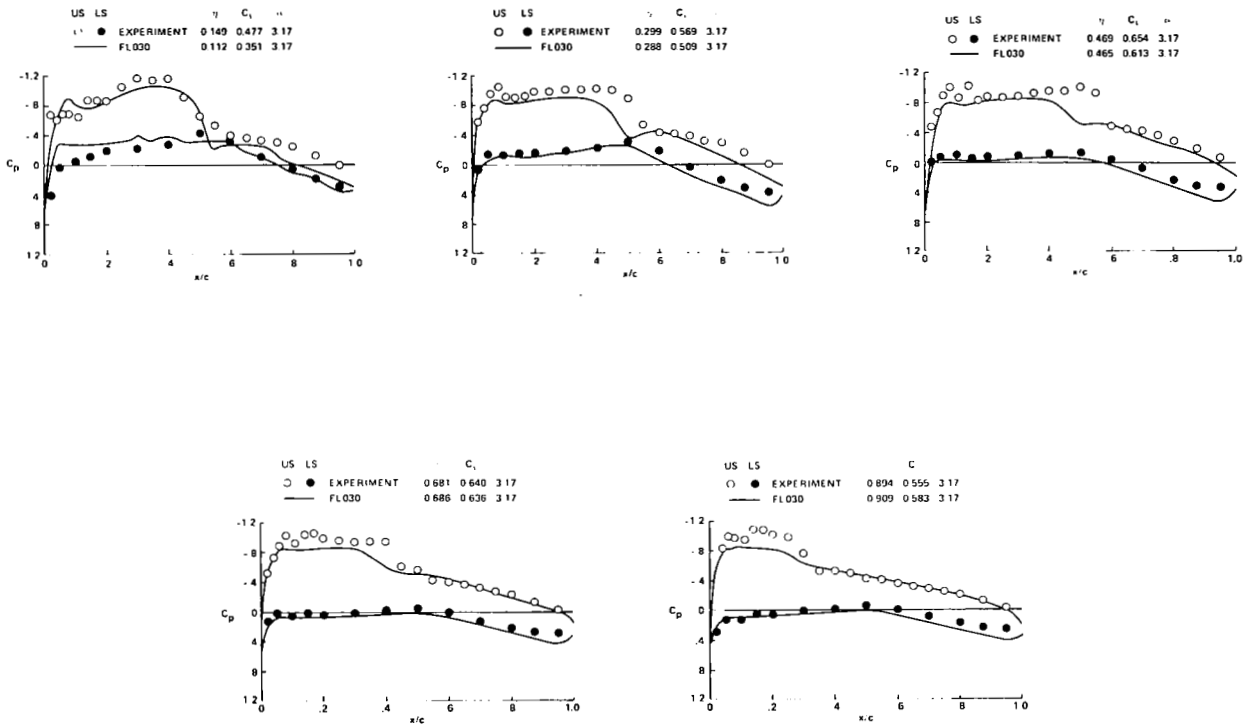 US LS η C_L α
EXPERIMENT 0.149 0.477 3.17
FLO30 0.112 0.351 3.17
-1.2
-.8
-.4
C_p 0
.4
.8
1.2
0 .2 .4 .6 .8 1.0
x/c
US LS C_L
EXPERIMENT 0.299 0.569 3.17
FLO30 0.288 0.509 3.17
-1.2
-.8
-.4
C_p 0
.4
.8
1.2
0 .2 .4 .6 .8 1.0
x/c
US LS η C_L α
EXPERIMENT 0.469 0.654 3.17
FLO30 0.465 0.613 3.17
-1.2
-.8
-.4
C_p 0
.4
.8
1.2
0 .2 .4 .6 .8 1.0
x/c
US LS C_L
EXPERIMENT 0.681 0.640 3.17
FLO30 0.686 0.636 3.17
-1.2
-.8
-.4
C_p 0
.4
.8
1.2
0 .2 .4 .6 .8 1.0
x/c
US LS C
EXPERIMENT 0.894 0.555 3.17
FLO30 0.909 0.583 3.17
-1.2
-.8
-.4
C_p 0
.4
.8
1.2
0 .2 .4 .6 .8 1.0
x/c